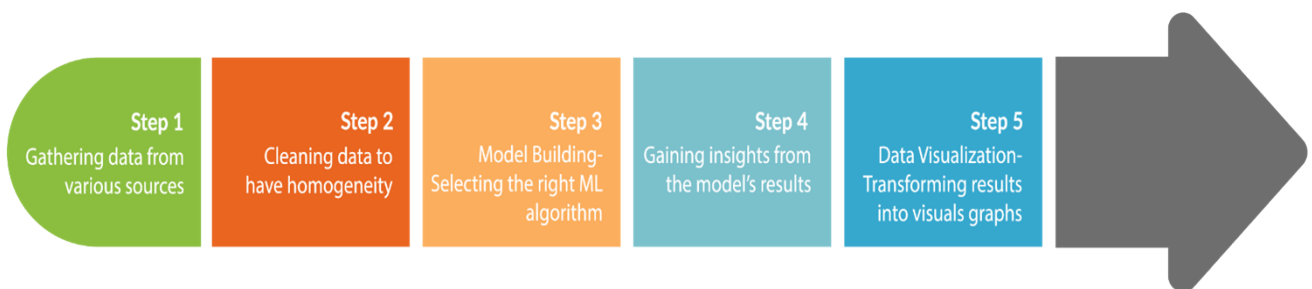 Step 1
Gathering data from
various sources
Step 2
Cleaning data to
have homogeneity
Step 3
Model Building-
Selecting the right ML
algorithm
Step 4
Gaining insights from
the model's results
Step 5
Data Visualization-
Transforming results
into visuals graphs